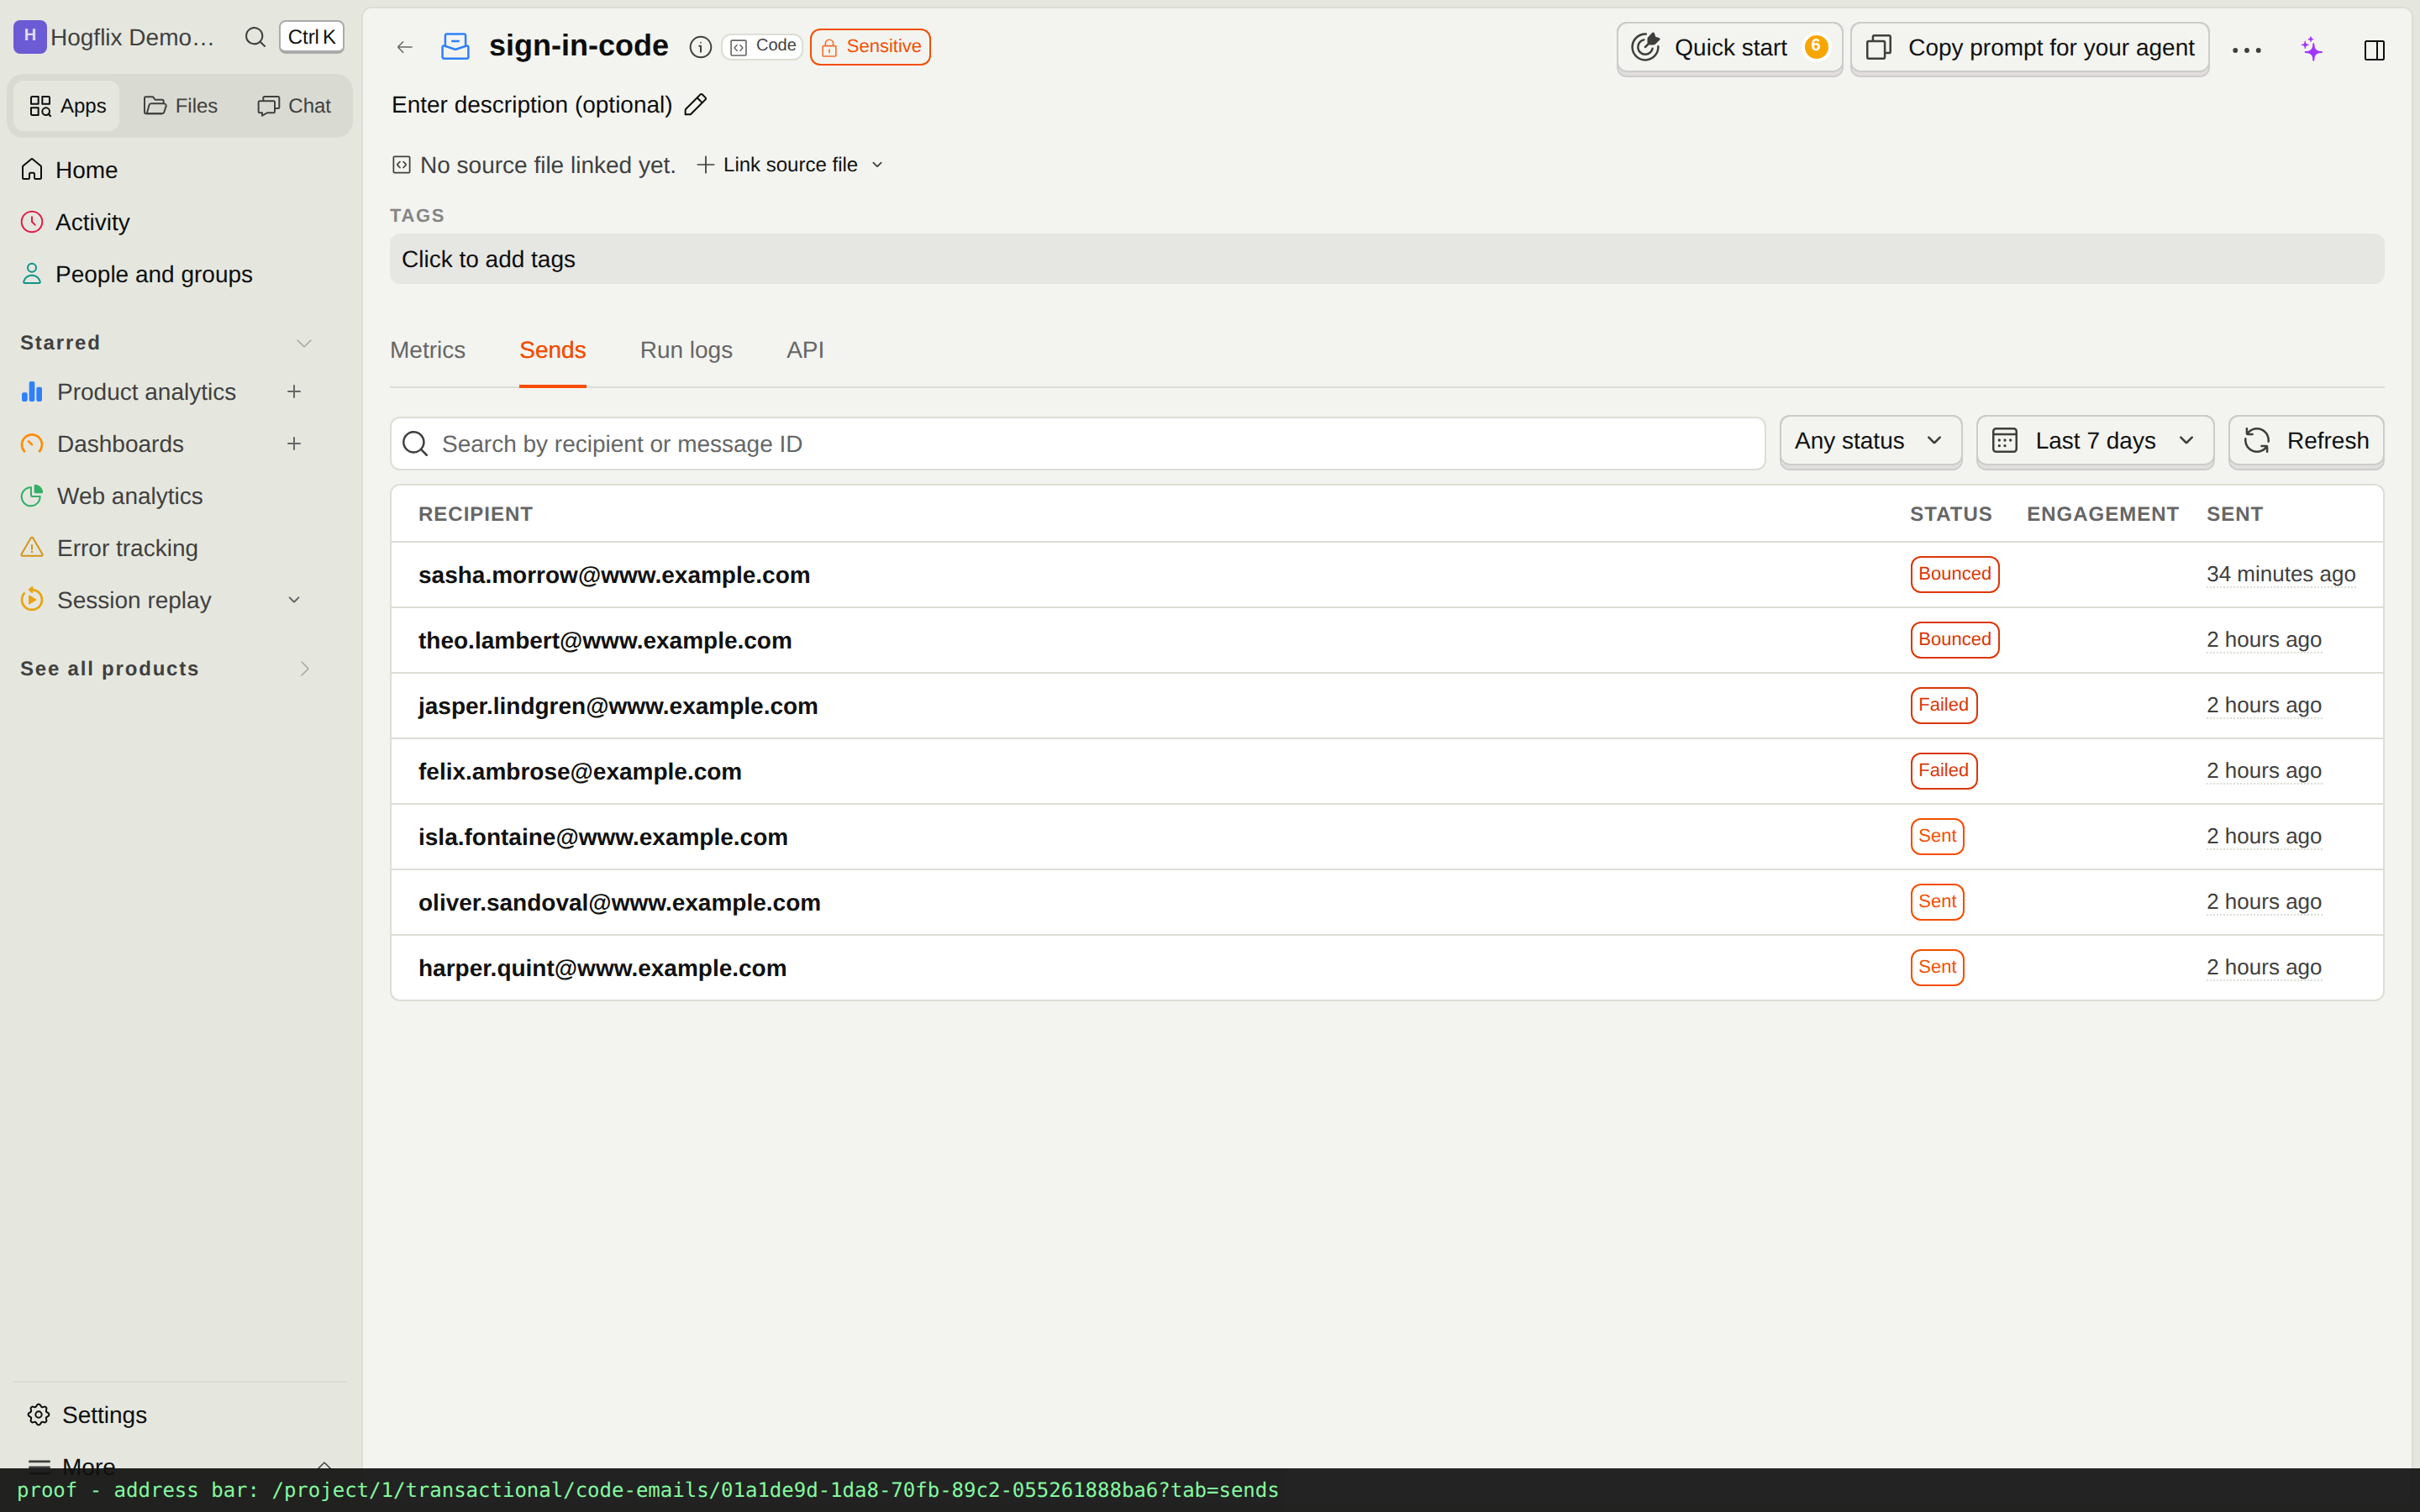 H Hogflix Demo… Ctrl K
Apps Files Chat
Home
Activity
People and groups
Starred
Product analytics
Dashboards
Web analytics
Error tracking
Session replay
See all products
Settings
More
sign-in-code Code Sensitive
Quick start 6 Copy prompt for your agent
Enter description (optional)
No source file linked yet. Link source file
TAGS
Click to add tags
Metrics Sends Run logs API
Search by recipient or message ID Any status Last 7 days Refresh
RECIPIENT STATUS ENGAGEMENT SENT
sasha.morrow@www.example.com Bounced 34 minutes ago
theo.lambert@www.example.com Bounced 2 hours ago
jasper.lindgren@www.example.com Failed 2 hours ago
felix.ambrose@example.com Failed 2 hours ago
isla.fontaine@www.example.com Sent 2 hours ago
oliver.sandoval@www.example.com Sent 2 hours ago
harper.quint@www.example.com Sent 2 hours ago
proof - address bar: /project/1/transactional/code-emails/01a1de9d-1da8-70fb-89c2-055261888ba6?tab=sends